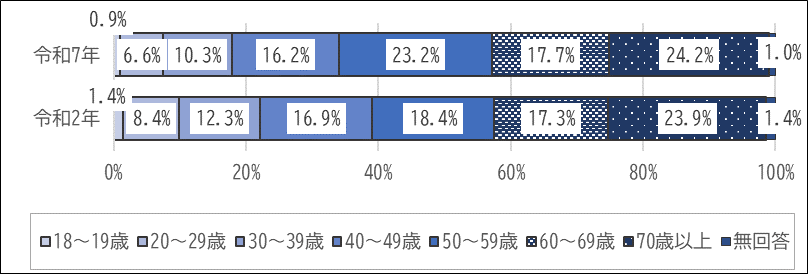 0.9%
令和7年 6.6% 10.3% 16.2% 23.2% 17.7% 24.2% 1.0%
1.4%
令和2年 8.4% 12.3% 16.9% 18.4% 17.3% 23.9% 1.4%
0% 20% 40% 60% 80% 100%
18～19歳 20～29歳 30～39歳 40～49歳 50～59歳 60～69歳 70歳以上 無回答